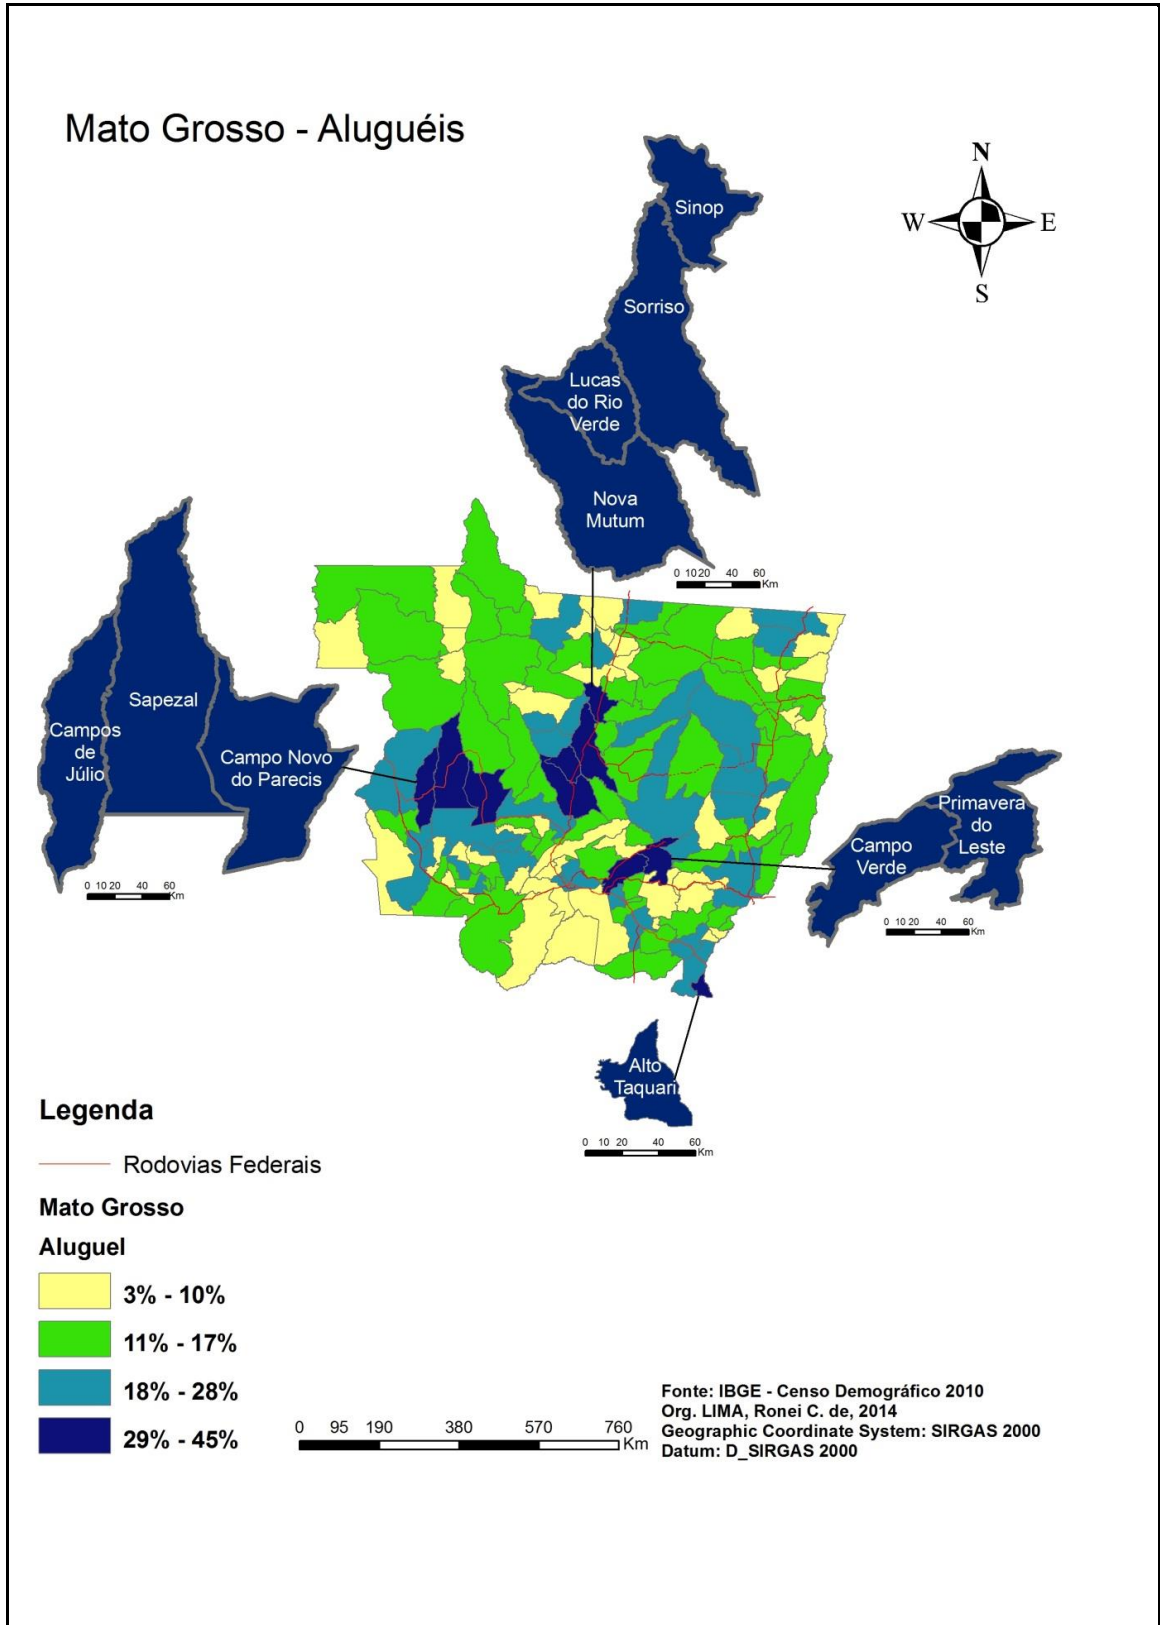 Mato Grosso - Aluguéis
N
W
E
S
Sinop
Sorriso
Lucas
do Rio
Verde
Nova
Mutum
0 10 20 40 60
Km
Campos
de
Júlio
Sapezal
Campo Novo
do Parecis
0 10 20 40 60
Km
Primavera
do
Leste
Campo
Verde
0 10 20 40 60
Km
Alto
Taquari
0 10 20 40 60
Km
Legenda
Rodovias Federais
Mato Grosso
Aluguel
3% - 10%
11% - 17%
18% - 28%
29% - 45%
0 95 190 380 570 760
Km
Fonte: IBGE - Censo Demográfico 2010
Org. LIMA, Ronei C. de, 2014
Geographic Coordinate System: SIRGAS 2000
Datum: D_SIRGAS 2000